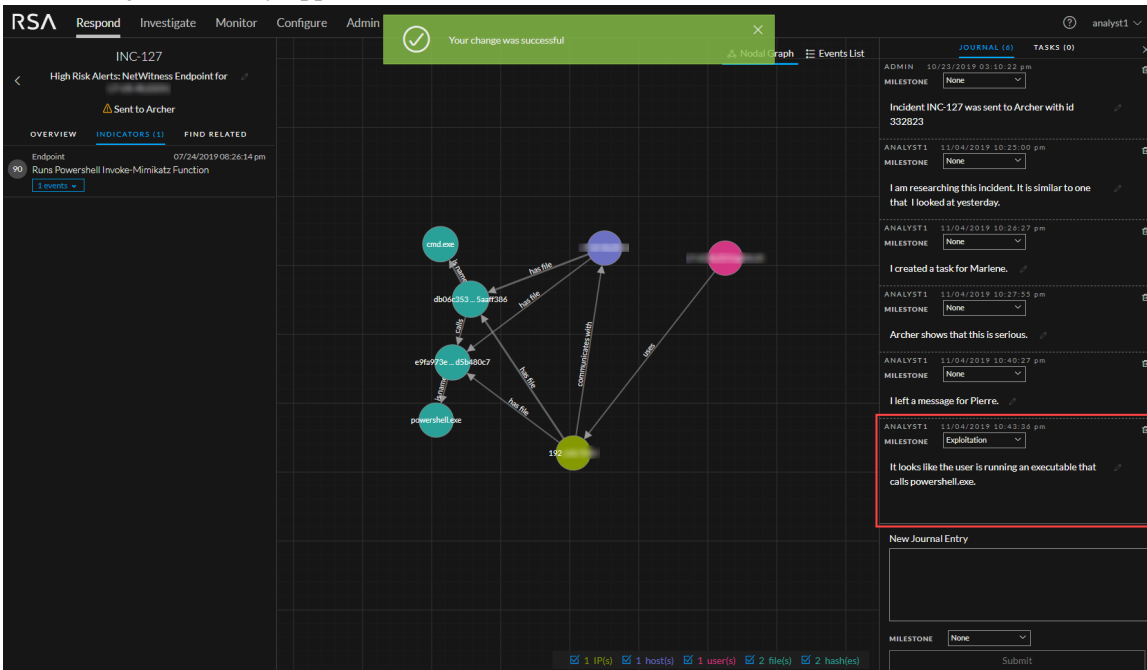 RSA Respond Investigate Monitor Configure Admin analyst1
Your change was successful
Nodal Graph Events List
INC-127
High Risk Alerts: NetWitness Endpoint for
Sent to Archer
OVERVIEW INDICATORS (1) FIND RELATED
Endpoint 07/24/2019 08:26:14 pm
90 Runs Powershell Invoke-Mimikatz Function
1 events
cmd.exe
is name
has file
db06c353 ... 5aaff386
has file
calls
communicates with
uses
e9fa973e... d5b480c7
is name
has file
has file
powershell.exe
192
1 IP(s) 1 host(s) 1 user(s) 2 file(s) 2 hash(es)
JOURNAL (6) TASKS (0)
ADMIN 10/23/2019 03:10:22 pm
MILESTONE None
Incident INC-127 was sent to Archer with id
332823
ANALYST1 11/04/2019 10:25:00 pm
MILESTONE None
I am researching this incident. It is similar to one
that I looked at yesterday.
ANALYST1 11/04/2019 10:26:27 pm
MILESTONE None
I created a task for Marlene.
ANALYST1 11/04/2019 10:27:55 pm
MILESTONE None
Archer shows that this is serious.
ANALYST1 11/04/2019 10:40:27 pm
MILESTONE None
I left a message for Pierre.
ANALYST1 11/04/2019 10:43:36 pm
MILESTONE Exploitation
It looks like the user is running an executable that
calls powershell.exe.
New Journal Entry
MILESTONE None
Submit